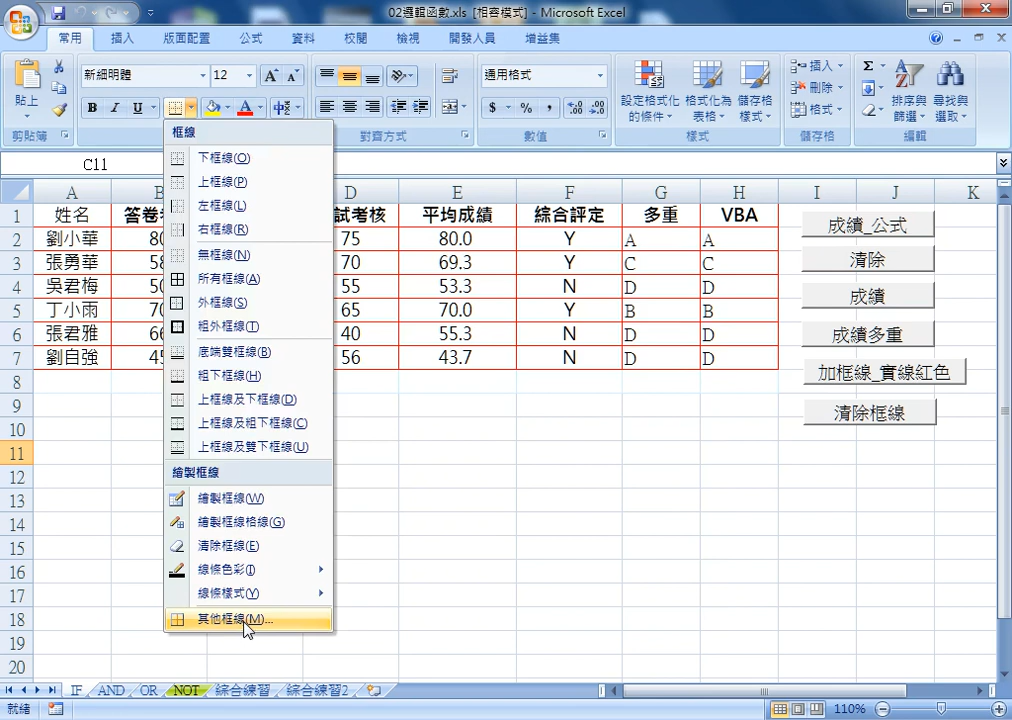 02邏輯函數.xls [相容模式] - Microsoft Excel
常用 插入 版面配置 公式 資料 校閱 檢視 開發人員 增益集
貼上
新細明體 12
B I U A 中
通用格式
$ % ,
設定格式化的條件
格式化為表格
儲存格樣式
插入
刪除
格式
Σ
排序與篩選
尋找與選取
剪貼簿 對齊方式 數值 樣式 儲存格 編輯
C11
A B D E F G H I J K
1 姓名 答卷 試考核 平均成績 綜合評定 多重 VBA
2 劉小華 80 75 80.0 Y A A
3 張勇華 58 70 69.3 Y C C
4 吳君梅 50 55 53.3 N D D
5 丁小雨 70 65 70.0 Y B B
6 張君雅 66 40 55.3 N D D
7 劉自強 45 56 43.7 N D D
8
9
10
11
12
13
14
15
16
17
18
19
20
框線
下框線(O)
上框線(P)
左框線(L)
右框線(R)
無框線(N)
所有框線(A)
外框線(S)
粗外框線(T)
底端雙框線(B)
粗下框線(H)
上框線及下框線(D)
上框線及粗下框線(C)
上框線及雙下框線(U)
繪製框線
繪製框線(W)
繪製框線格線(G)
清除框線(E)
線條色彩(I)
線條樣式(Y)
其他框線(M)...
成績_公式
清除
成績
成績多重
加框線_實線紅色
清除框線
IF AND OR NOT 綜合練習 綜合練習2
就緒 110%